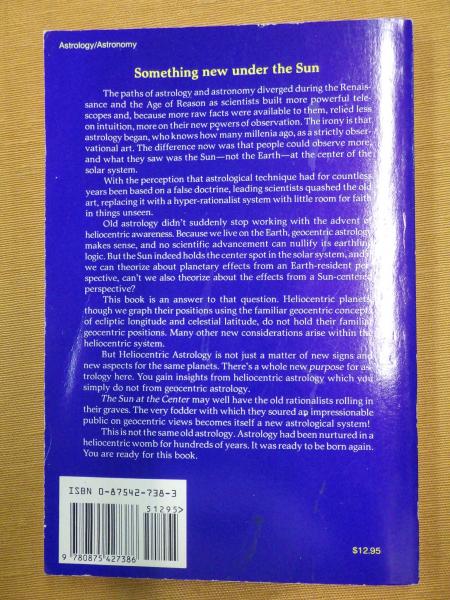 Astrology/Astronomy
Something new under the Sun
The paths of astrology and astronomy diverged during the Renais-
sance and the Age of Reason as scientists built more powerful tele-
scopes and, because more raw facts were available to them, relied less
on intuition, more on their new powers of observation. The irony is that
astrology began, who knows how many millenia ago, as a strictly obser-
vational art. The difference now was that people could observe more,
and what they saw was the Sun—not the Earth—at the center of the
solar system.
With the perception that astrological technique had for countless
years been based on a false doctrine, leading scientists quashed the old
art, replacing it with a hyper-rationalist system with little room for faith
in things unseen.
Old astrology didn't suddenly stop working with the advent of
heliocentric awareness. Because we live on the Earth, geocentric astrology
makes sense, and no scientific advancement can nullify its earthful
logic. But the Sun indeed holds the center spot in the solar system, and if
we can theorize about planetary effects from an Earth-resident per-
spective, can't we also theorize about the effects from a Sun-centered
perspective?
This book is an answer to that question. Heliocentric planets,
though we graph their positions using the familiar geocentric concepts
of ecliptic longitude and celestial latitude, do not hold their familiar
geocentric positions. Many other new considerations arise within the
heliocentric system.
But Heliocentric Astrology is not just a matter of new signs and
new aspects for the same planets. There's a whole new purpose for as-
trology here. You gain insights from heliocentric astrology which you
simply do not from geocentric astrology.
The Sun at the Center may well have the old rationalists rolling in
their graves. The very fodder with which they soured an impressionable
public on geocentric views becomes itself a new astrological system!
This is not the same old astrology. Astrology had been nurtured in a
heliocentric womb for hundreds of years. It was ready to be born again.
You are ready for this book.
ISBN 0-87542-738-3
51295>
9 780875 427386
$12.95